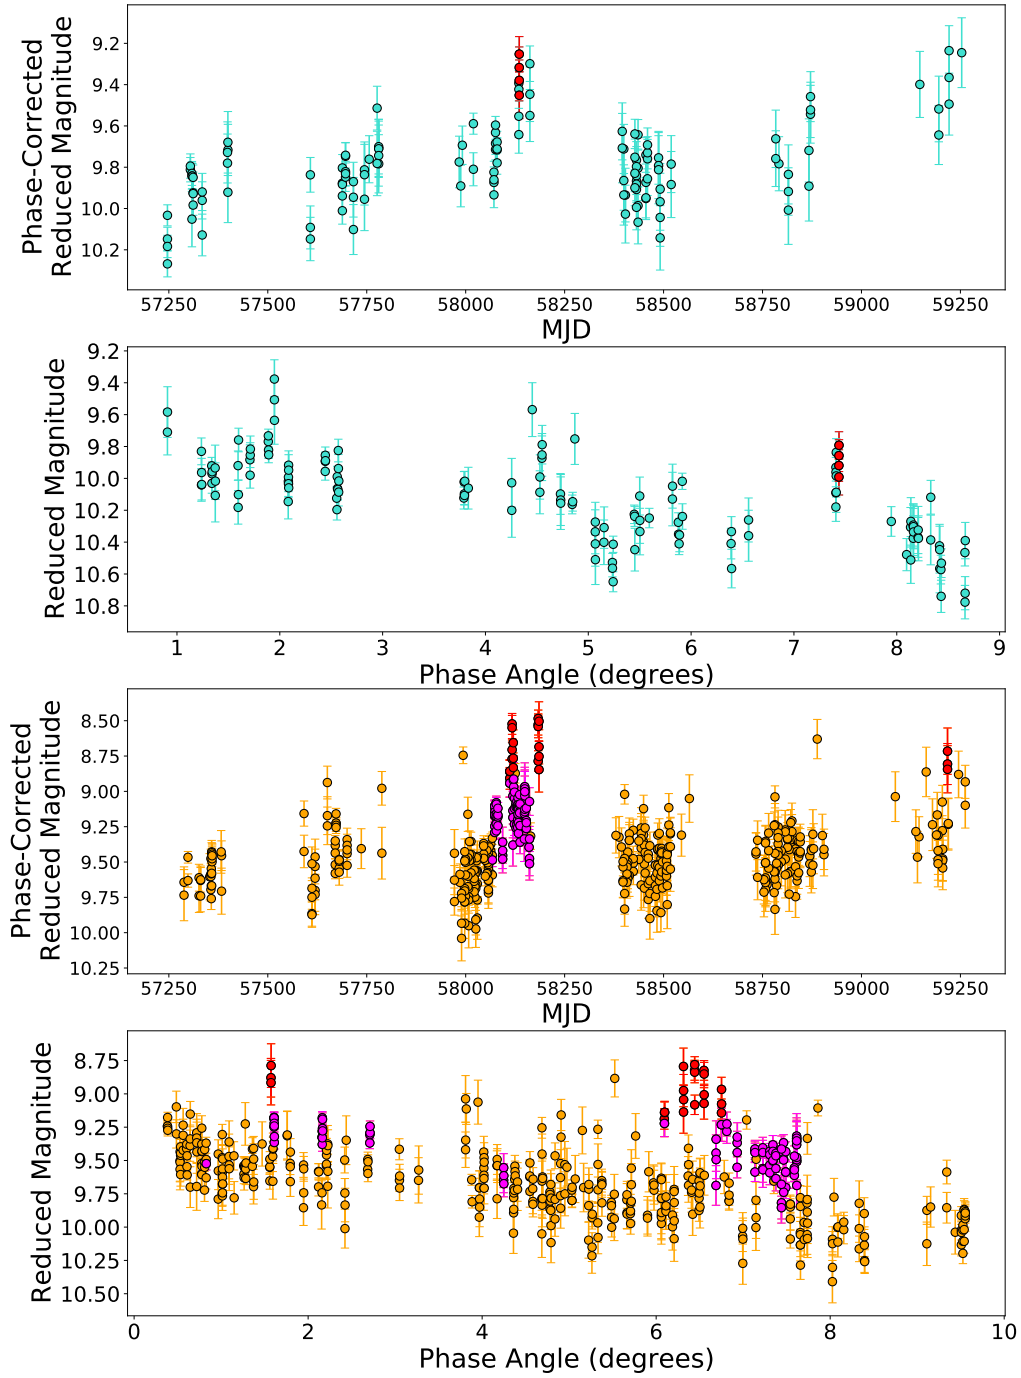 Phase-Corrected
Reduced Magnitude
9.2
9.4
9.6
9.8
10.0
10.2
57250 57500 57750 58000 58250 58500 58750 59000 59250
MJD
Reduced Magnitude
9.2
9.4
9.6
9.8
10.0
10.2
10.4
10.6
10.8
1 2 3 4 5 6 7 8 9
Phase Angle (degrees)
Phase-Corrected
Reduced Magnitude
8.50
8.75
9.00
9.25
9.50
9.75
10.00
10.25
57250 57500 57750 58000 58250 58500 58750 59000 59250
MJD
Reduced Magnitude
8.75
9.00
9.25
9.50
9.75
10.00
10.25
10.50
0 2 4 6 8 10
Phase Angle (degrees)